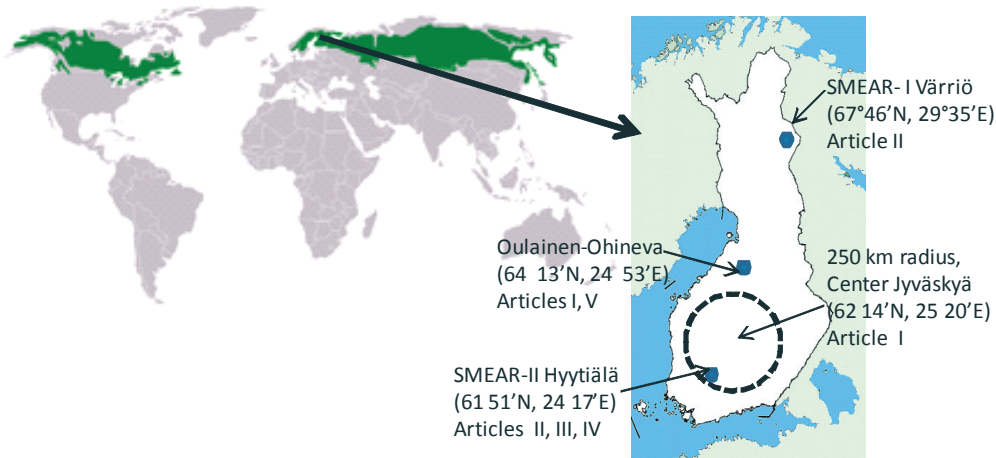 SMEAR- I Värriö
(67°46’N, 29°35’E)
Article II
Oulainen-Ohineva
(64 13’N, 24 53’E)
Articles I, V
250 km radius,
Center Jyväskyä
(62 14’N, 25 20’E)
Article I
SMEAR-II Hyytiälä
(61 51’N, 24 17’E)
Articles II, III, IV